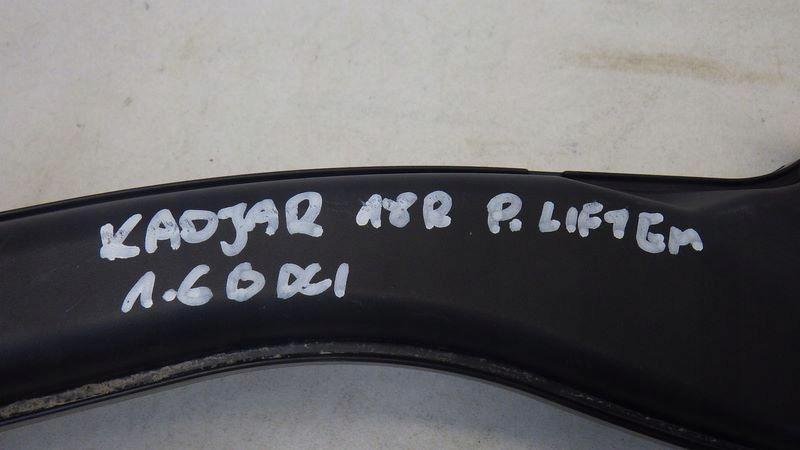 KADJAR 18R P. LIFTEM
1.6 D DCI